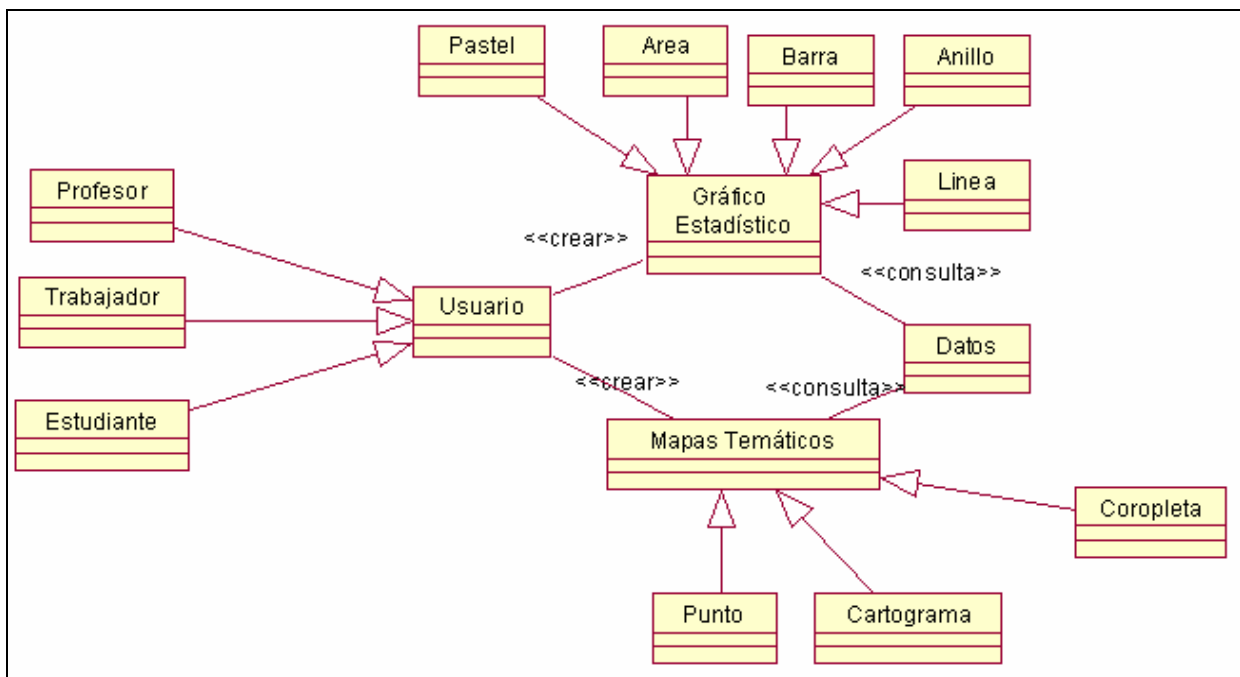 Pastel
Area
Barra
Anillo
Profesor
Linea
Gráfico
Estadístico
<<crear>>
<<consulta>>
Trabajador
Usuario
Datos
<<crear>>
<<consulta>>
Estudiante
Mapas Temáticos
Coropleta
Punto
Cartograma